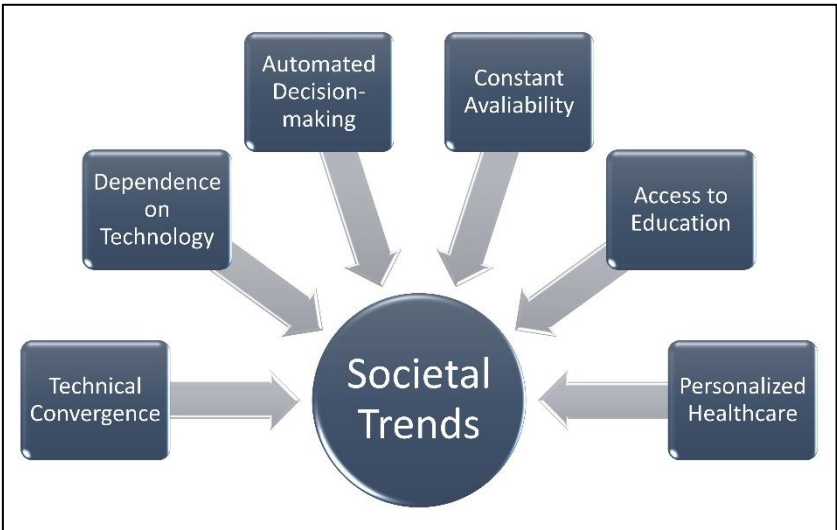 Automated
Decision-
making
Constant
Avaliability
Dependence
on
Technology
Access to
Education
Technical
Convergence
Societal
Trends
Personalized
Healthcare